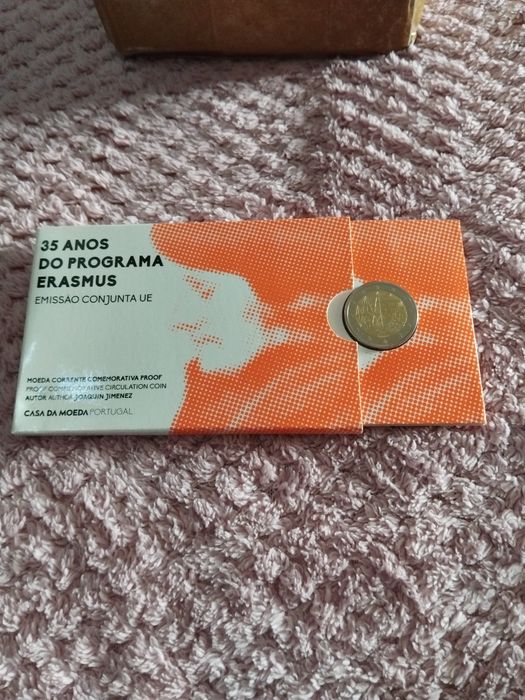 35 ANOS
DO PROGRAMA
ERASMUS
EMISSÃO CONJUNTA UE
MOEDA CORRENTE COMEMORATIVA PROOF
PROOF COMMEMORATIVE CIRCULATION COIN
AUTOR AUTHOR JOAQUIN JIMENEZ
CASA DA MOEDA PORTUGAL